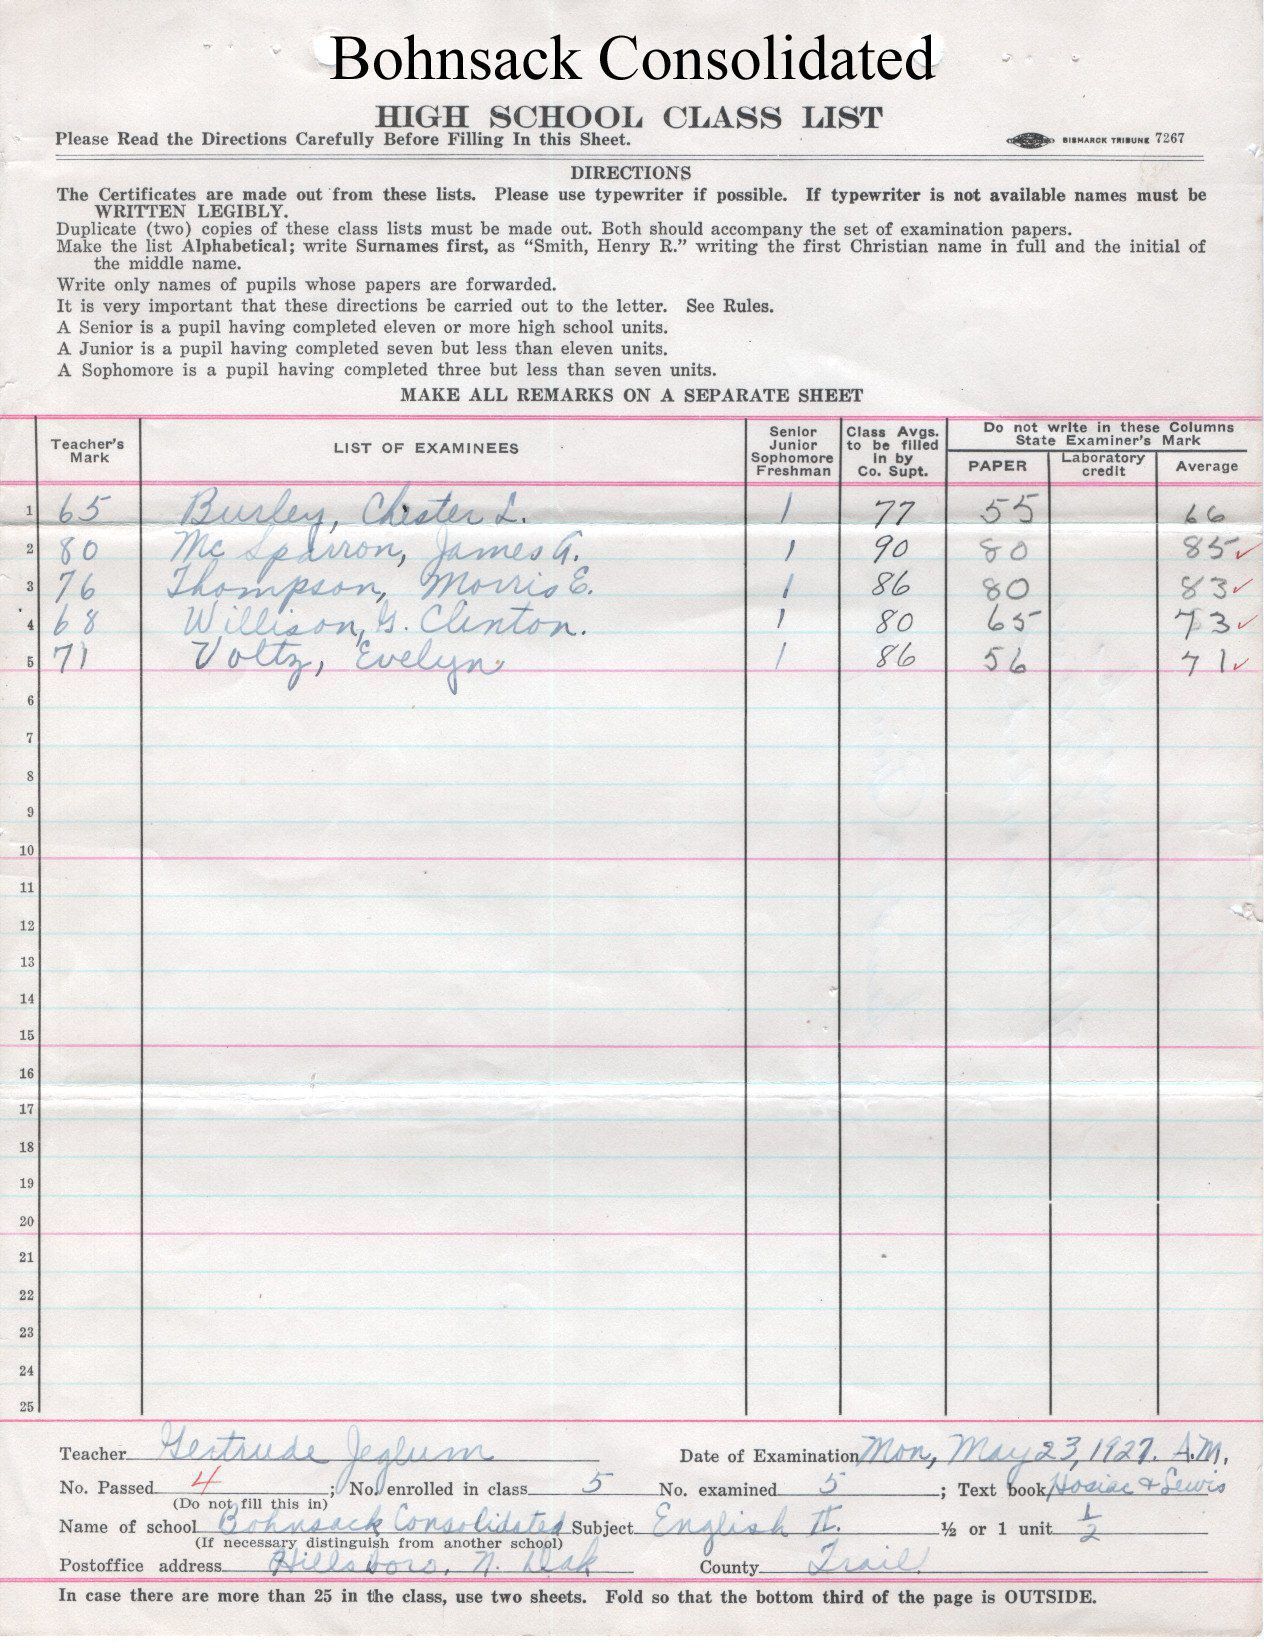 Bohnsack Consolidated
HIGH SCHOOL CLASS LIST
Please Read the Directions Carefully Before Filling In this Sheet. BISMARCK TRIBUNE 7267
DIRECTIONS
The Certificates are made out from these lists. Please use typewriter if possible. If typewriter is not available names must be
WRITTEN LEGIBLY.
Duplicate (two) copies of these class lists must be made out. Both should accompany the set of examination papers.
Make the list Alphabetical; write Surnames first, as "Smith, Henry R." writing the first Christian name in full and the initial of
the middle name.
Write only names of pupils whose papers are forwarded.
It is very important that these directions be carried out to the letter. See Rules.
A Senior is a pupil having completed eleven or more high school units.
A Junior is a pupil having completed seven but less than eleven units.
A Sophomore is a pupil having completed three but less than seven units.
MAKE ALL REMARKS ON A SEPARATE SHEET
Teacher's Mark LIST OF EXAMINEES Senior Junior Sophomore Freshman Class Avgs. to be filled in by Co. Supt. Do not write in these Columns State Examiner's Mark PAPER Laboratory credit Average
1 65 Burley, Chester L. 1 77 55 66
2 80 Mc Sparron, James A. 1 90 80 85✓
3 76 Thompson, Morris E. 1 86 80 83✓
4 68 Willison, G. Clinton. 1 80 65 73✓
5 71 Voltz, Evelyn 1 86 56 71✓
6
7
8
9
10
11
12
13
14
15
16
17
18
19
20
21
22
23
24
25
Teacher Gertrude Jeglum Date of Examination Mon, May 23, 1927. A.M.
No. Passed 4; No. enrolled in class 5 No. examined 5; Text book Hosiac & Lewis
(Do not fill this in)
Name of school Bohnsack Consolidated Subject English II. ½ or 1 unit ½
(If necessary distinguish from another school)
Postoffice address Hillsboro, N. Dak County Trail.
In case there are more than 25 in the class, use two sheets. Fold so that the bottom third of the page is OUTSIDE.